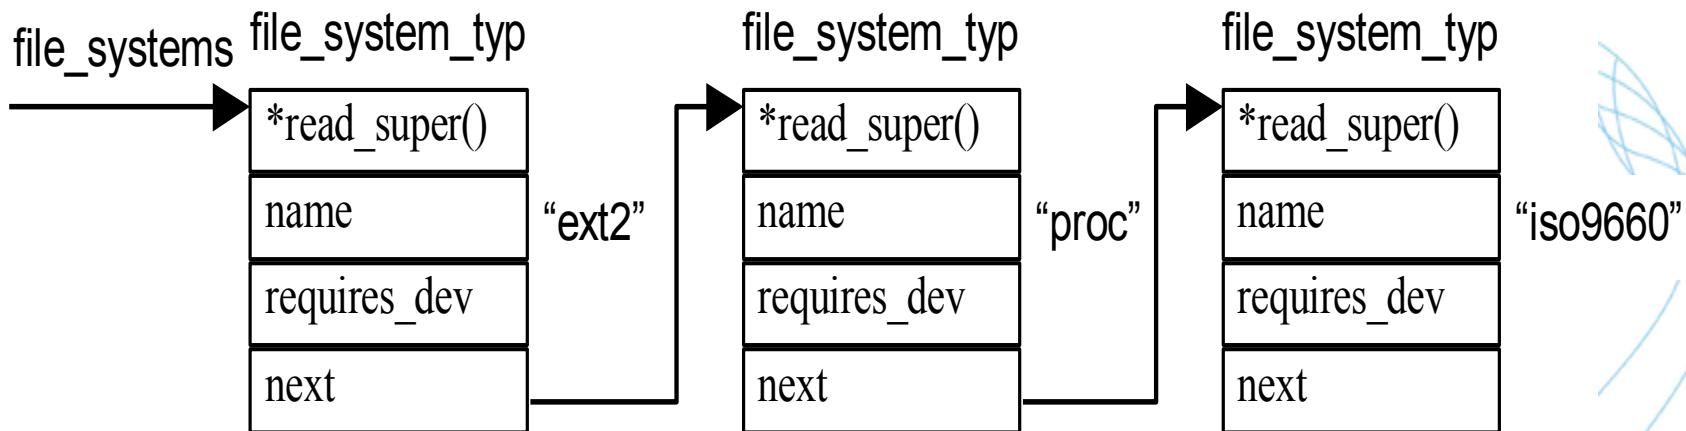 file_systems
file_system_typ
*read_super()
name
"ext2"
requires_dev
next
file_system_typ
*read_super()
name
“proc”
requires_dev
next
file_system_typ
*read_super()
name
“iso9660”
requires_dev
next